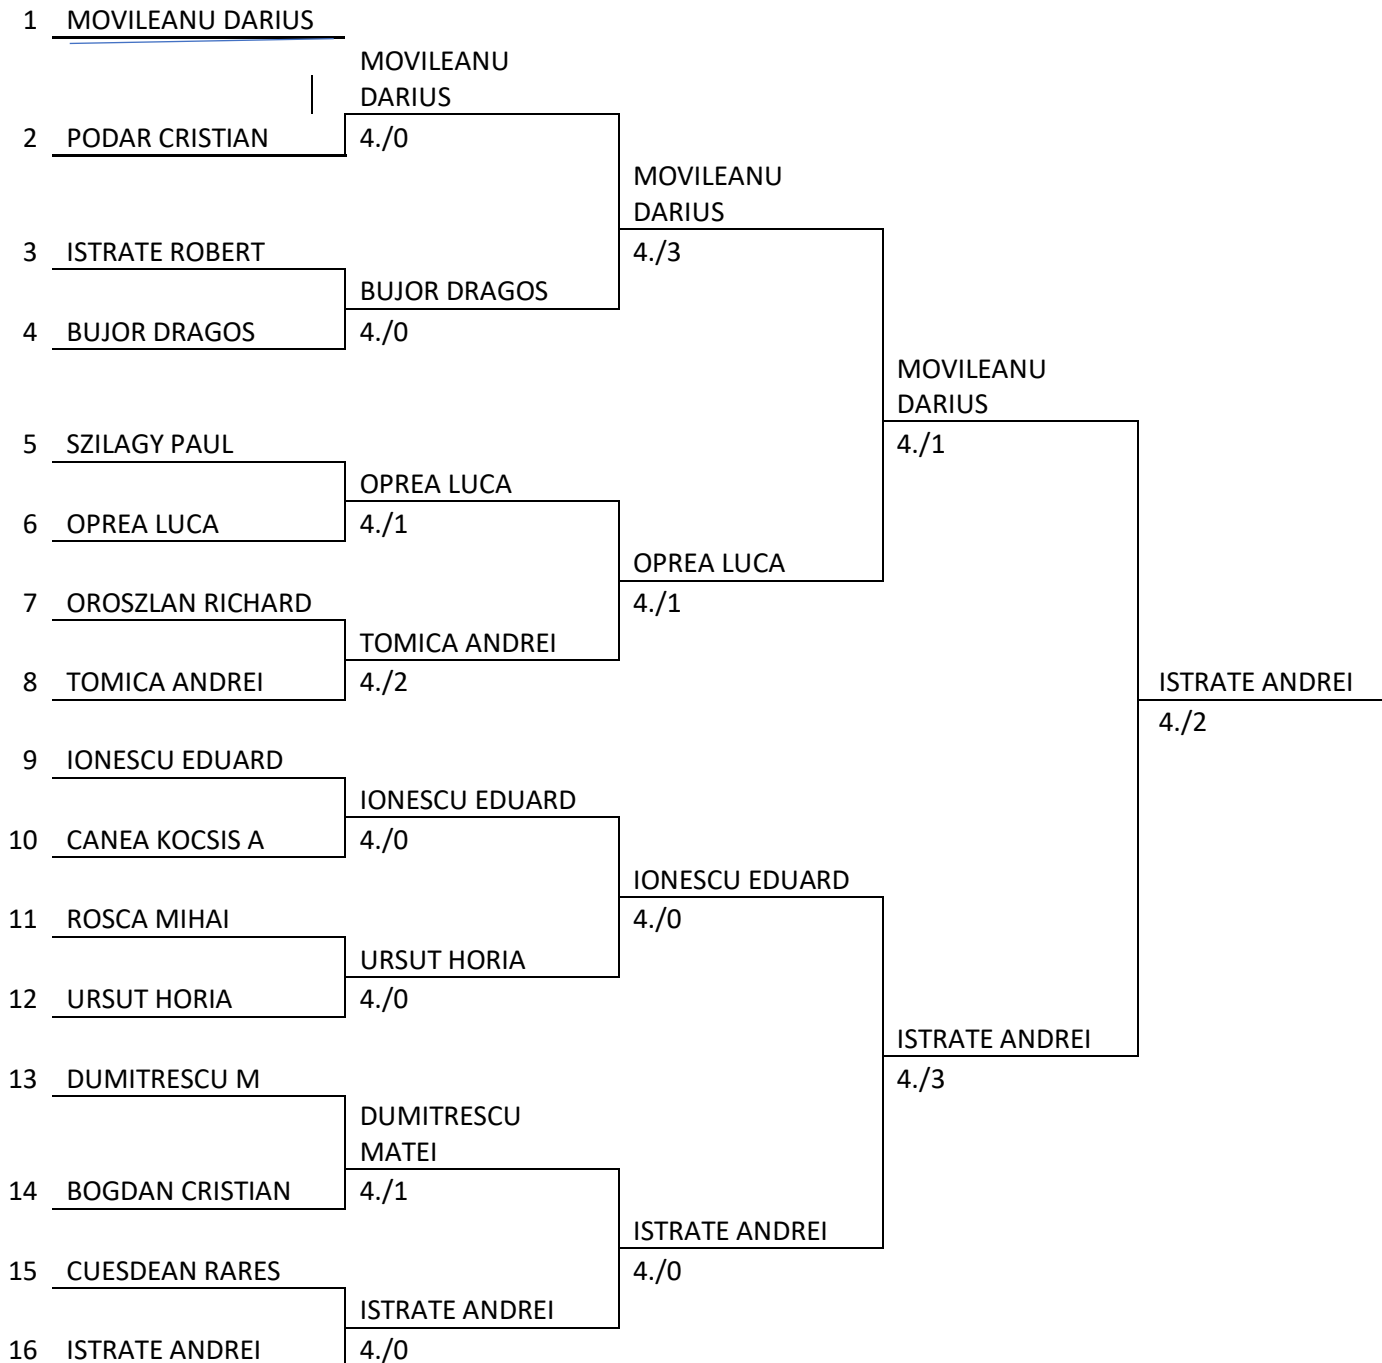 1 MOVILEANU DARIUS
MOVILEANU
DARIUS
2 PODAR CRISTIAN 4./0
MOVILEANU
DARIUS
3 ISTRATE ROBERT 4./3
BUJOR DRAGOS
4 BUJOR DRAGOS 4./0
MOVILEANU
DARIUS
5 SZILAGY PAUL 4./1
OPREA LUCA
6 OPREA LUCA 4./1
OPREA LUCA
7 OROSZLAN RICHARD 4./1
TOMICA ANDREI
8 TOMICA ANDREI 4./2 ISTRATE ANDREI
4./2
9 IONESCU EDUARD
IONESCU EDUARD
10 CANEA KOCSIS A 4./0
IONESCU EDUARD
11 ROSCA MIHAI 4./0
URSUT HORIA
12 URSUT HORIA 4./0
ISTRATE ANDREI
13 DUMITRESCU M 4./3
DUMITRESCU
MATEI
14 BOGDAN CRISTIAN 4./1
ISTRATE ANDREI
15 CUESDEAN RARES 4./0
ISTRATE ANDREI
16 ISTRATE ANDREI 4./0